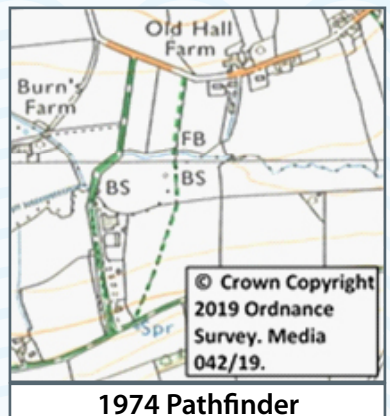 Old Hall
Farm
Burn's
Farm
FB
BS
BS
Spr
© Crown Copyright
2019 Ordnance
Survey. Media
042/19.
1974 Pathfinder